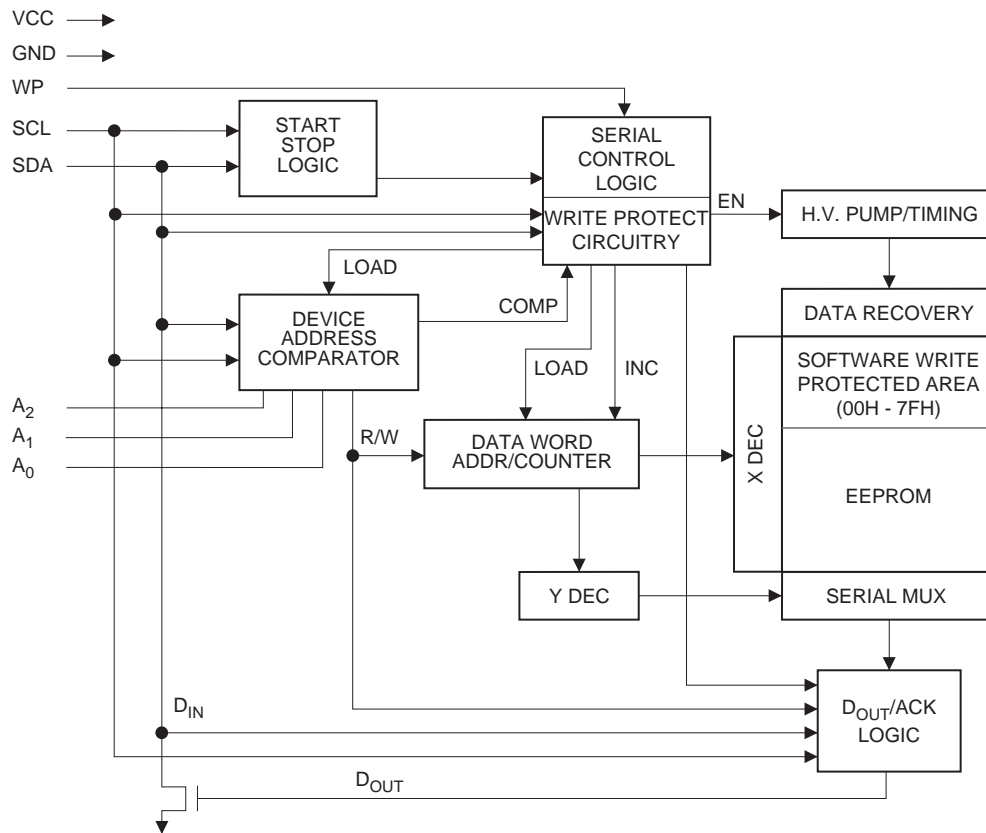 VCC
GND
WP
SCL
SDA
START
STOP
LOGIC
SERIAL
CONTROL
LOGIC
WRITE PROTECT
CIRCUITRY
EN
H.V. PUMP/TIMING
LOAD
COMP
DEVICE
ADDRESS
COMPARATOR
DATA RECOVERY
SOFTWARE WRITE
PROTECTED AREA
(00H - 7FH)
LOAD
INC
A2
A1
A0
R/W
DATA WORD
ADDR/COUNTER
X DEC
EEPROM
Y DEC
SERIAL MUX
DIN
DOUT/ACK
LOGIC
DOUT